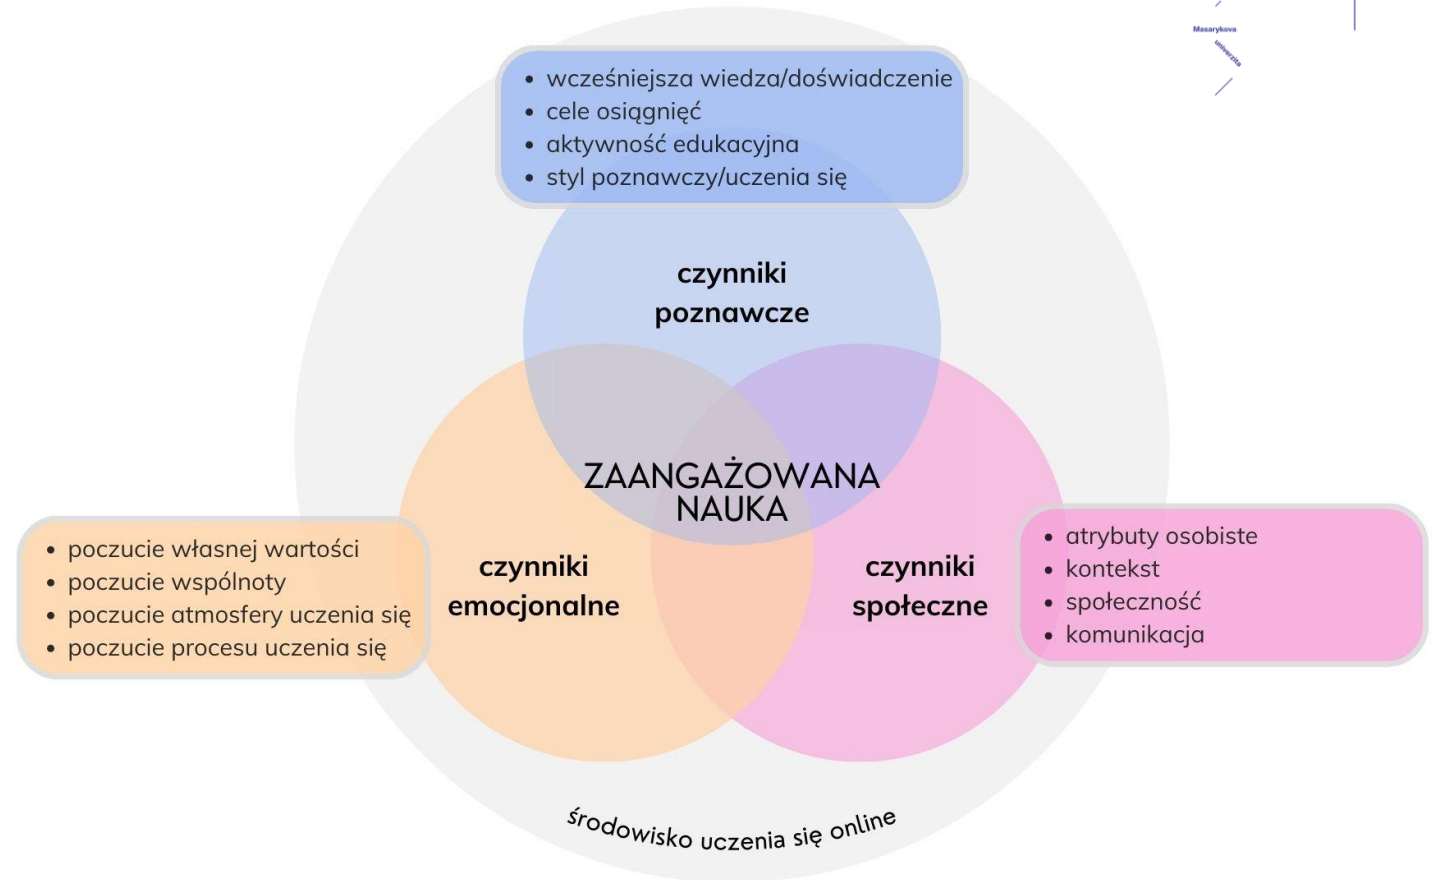 Masarykova
univerzita
wcześniejsza wiedza/doświadczenie
cele osiągnięć
aktywność edukacyjna
styl poznawczy/uczenia się
czynniki
poznawcze
ZAANGAŻOWANA
NAUKA
poczucie własnej wartości
poczucie wspólnoty
poczucie atmosfery uczenia się
poczucie procesu uczenia się
czynniki
emocjonalne
czynniki
społeczne
atrybuty osobiste
kontekst
społeczność
komunikacja
środowisko uczenia się online